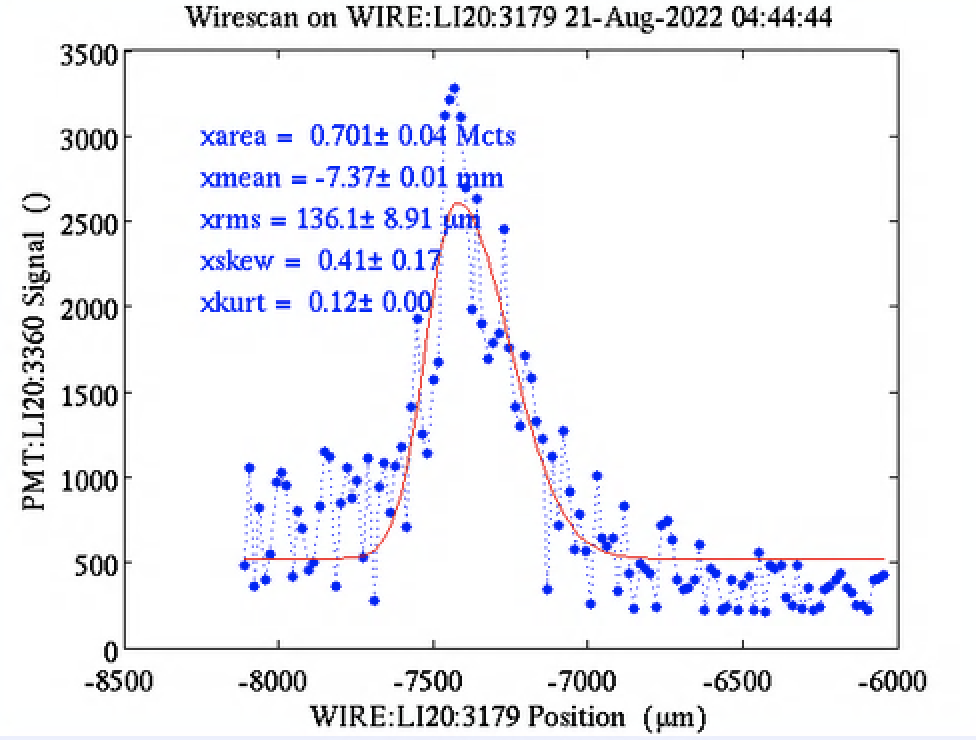 Wirescan on WIRE:LI20:3179 21-Aug-2022 04:44:44
3500
3000
2500
2000
1500
1000
500
0
PMT:LI20:3360 Signal ()
xarea = 0.701± 0.04 Mcts
xmean = -7.37± 0.01 mm
xrms = 136.1± 8.91 µm
xskew = 0.41± 0.17
xkurt = 0.12± 0.00
-8500 -8000 -7500 -7000 -6500 -6000
WIRE:LI20:3179 Position (µm)